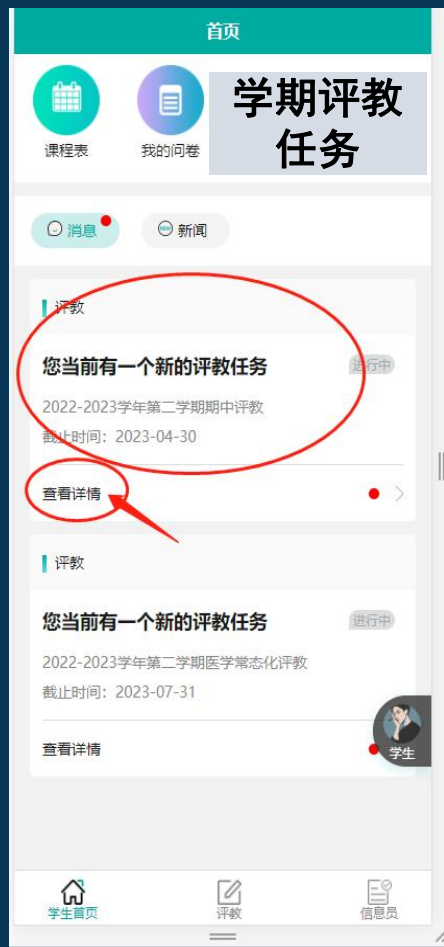 首页
课程表
我的问卷
学期评教
任务
消息
新闻
评教
您当前有一个新的评教任务
进行中
2022-2023学年第二学期期中评教
截止时间：2023-04-30
查看详情
评教
您当前有一个新的评教任务
进行中
2022-2023学年第二学期医学常态化评教
截止时间：2023-07-31
查看详情
学生
学生首页
评教
信息员